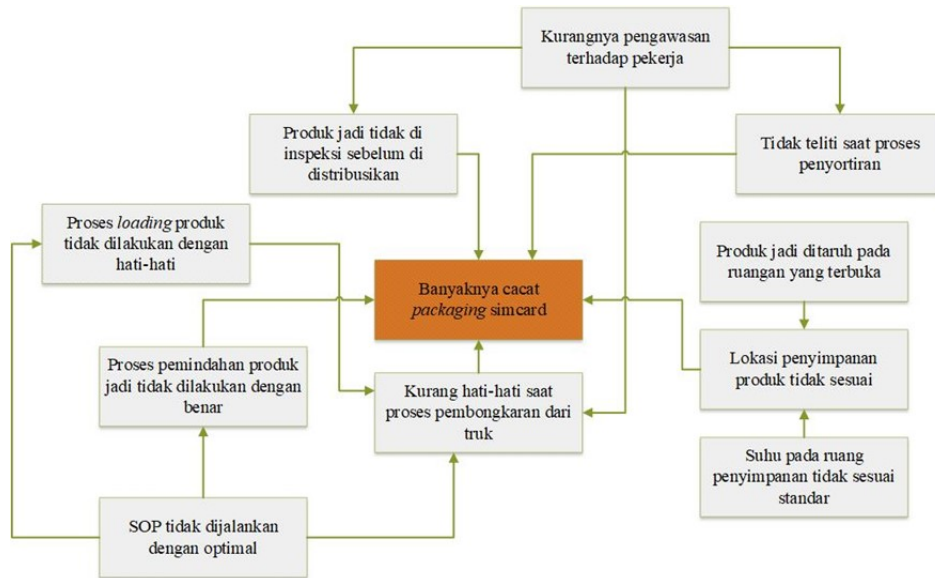 Kurangnya pengawasan
terhadap pekerja
Produk jadi tidak di
inspeksi sebelum di
distribusikan
Tidak teliti saat proses
penyortiran
Proses loading produk
tidak dilakukan dengan
hati-hati
Produk jadi ditaruh pada
ruangan yang terbuka
Banyaknya cacat
packaging simcard
Proses pemindahan produk
jadi tidak dilakukan dengan
benar
Kurang hati-hati saat
proses pembongkaran dari
truk
Lokasi penyimpanan
produk tidak sesuai
Suhu pada ruang
penyimpanan tidak sesuai
standar
SOP tidak dijalankan
dengan optimal